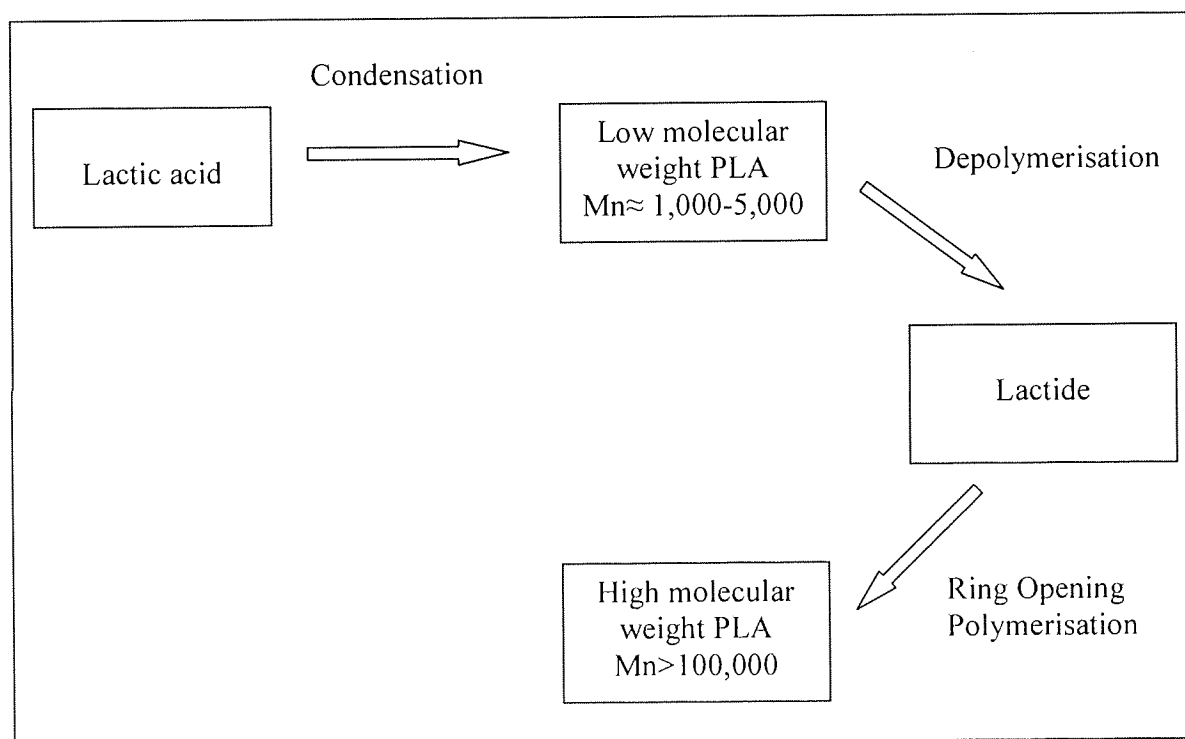 Condensation
Lactic acid
Low molecular
weight PLA
Mn≈ 1,000-5,000
Depolymerisation
Lactide
High molecular
weight PLA
Mn>100,000
Ring Opening
Polymerisation